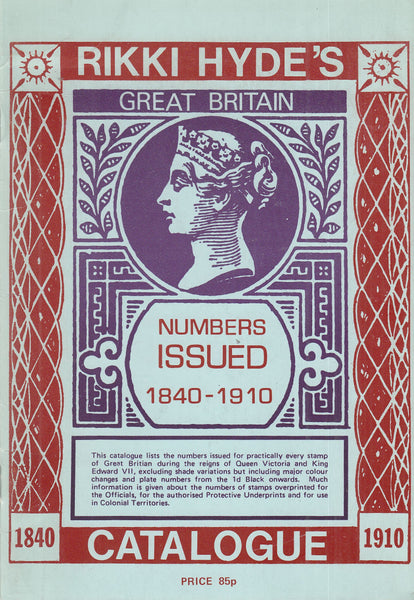 RIKKI HYDE'S
GREAT BRITAIN
NUMBERS
ISSUED
1840-1910
This catalogue lists the numbers issued for practically every stamp
of Great Britian during the reigns of Queen Victoria and King
Edward VII, excluding shade variations but including major colour
changes and plate numbers from the 1d Black onwards. Much
information is given about the numbers of stamps overprinted for
the Officials, for the authorised Protective Underprints and for use
in Colonial Territories.
1840
CATALOGUE
1910
PRICE 85p